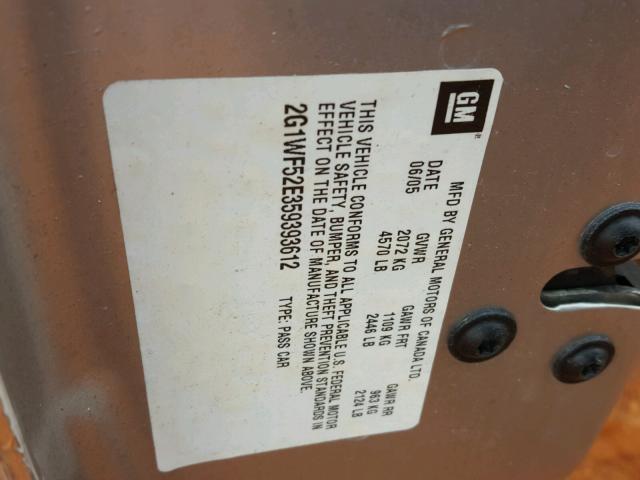 GM
MFD BY GENERAL MOTORS OF CANADA LTD.
DATE GVWR GAWR FRT GAWR RR
06/05 2072 KG 1109 KG 963 KG
4570 LB 2446 LB 2124 LB
THIS VEHICLE CONFORMS TO ALL APPLICABLE U.S. FEDERAL MOTOR
VEHICLE SAFETY, BUMPER, AND THEFT PREVENTION STANDARDS IN
EFFECT ON THE DATE OF MANUFACTURE SHOWN ABOVE.
2G1WF52E359393612 TYPE: PASS CAR